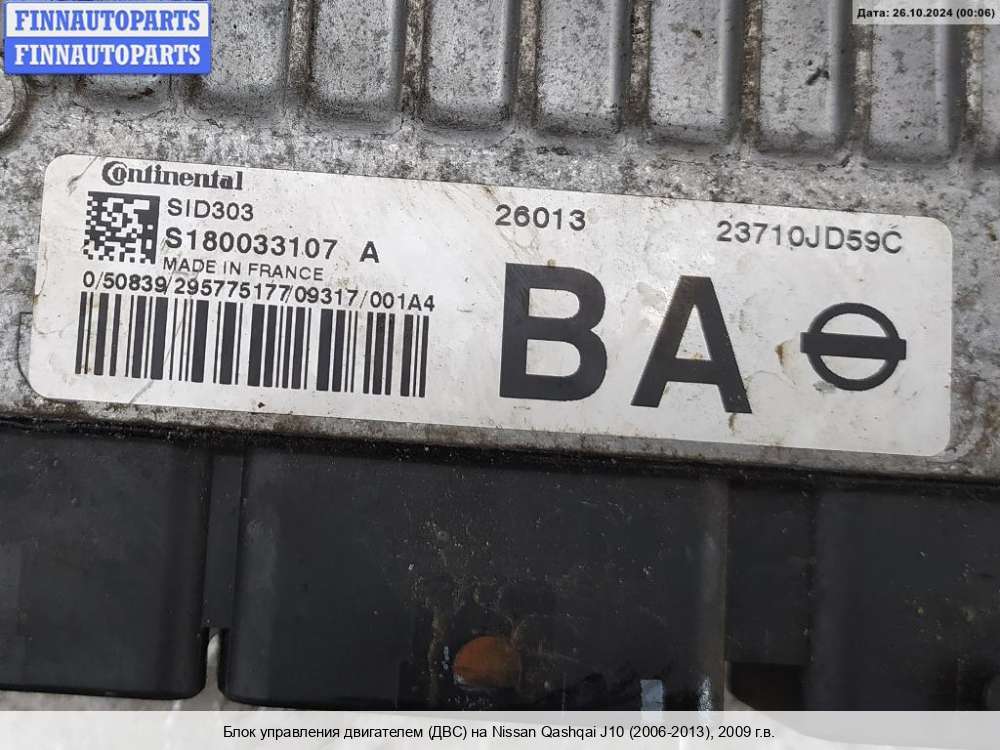 FINNAUTOPARTS
FINNAUTOPARTS
Дата: 26.10.2024 (00:06)
Continental
SID303
S180033107 A
MADE IN FRANCE
0/50839/295775177/09317/001A4
26013
23710JD59C
BA
Блок управления двигателем (ДВС) на Nissan Qashqai J10 (2006-2013), 2009 г.в.